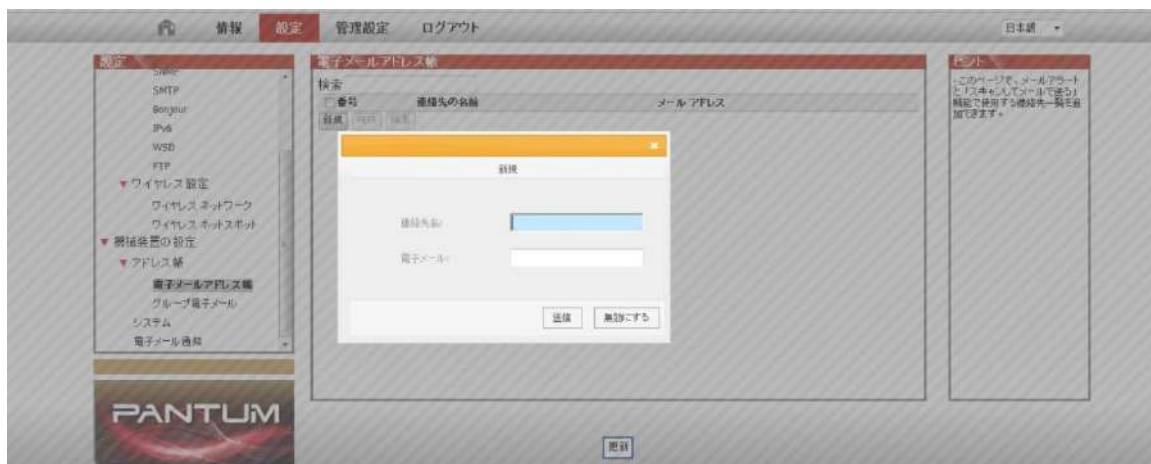 情報
設定
管理設定
ログアウト
日本語
設定
SNMP
SMTP
Bonjour
IPv6
WSD
FTP
ワイヤレス設定
ワイヤレス ネットワーク
ワイヤレス ホットスポット
機械装置の設定
アドレス帳
電子メールアドレス帳
グループ電子メール
システム
電子メール通知
PANTUM
電子メールアドレス帳
検索
番号 連絡先の名前 メール アドレス
新規
編集
新規
連絡先名:
電子メール:
送信
無効にする
更新
ヒント
・このページで、メールアラート
と「スキャンしてメールで送る」
機能で使用する連絡先一覧を追
加できます。